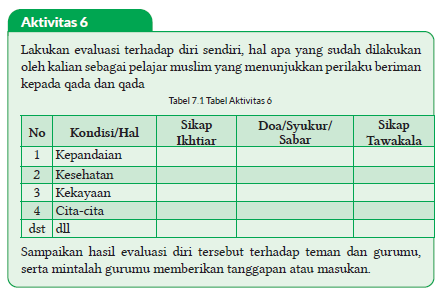 Aktivitas 6
Lakukan evaluasi terhadap diri sendiri, hal apa yang sudah dilakukan
oleh kalian sebagai pelajar muslim yang menunjukkan perilaku beriman
kepada qada dan qada
Tabel 7.1 Tabel Aktivitas 6
No Kondisi/Hal Sikap Ikhtiar Doa/Syukur/ Sabar Sikap Tawakala
1 Kepandaian
2 Kesehatan
3 Kekayaan
4 Cita-cita
dst dll
Sampaikan hasil evaluasi diri tersebut terhadap teman dan gurumu,
serta mintalah gurumu memberikan tanggapan atau masukan.